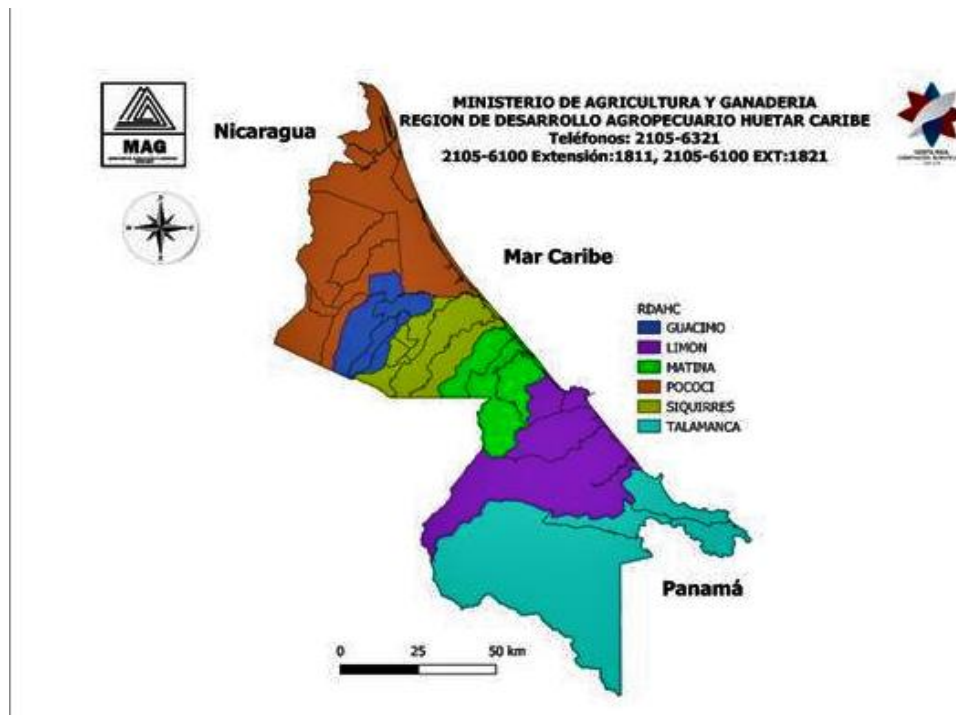 MINISTERIO DE AGRICULTURA Y GANADERIA
REGION DE DESARROLLO AGROPECUARIO HUETAR CARIBE
Teléfonos: 2105-6321
2105-6100 Extensión:1811, 2105-6100 EXT:1821
MAG
Nicaragua
Mar Caribe
RDAHC
GUACIMO
LIMON
MATINA
POCOCI
SIQUIRRES
TALAMANCA
Panamá
0 25 50 km